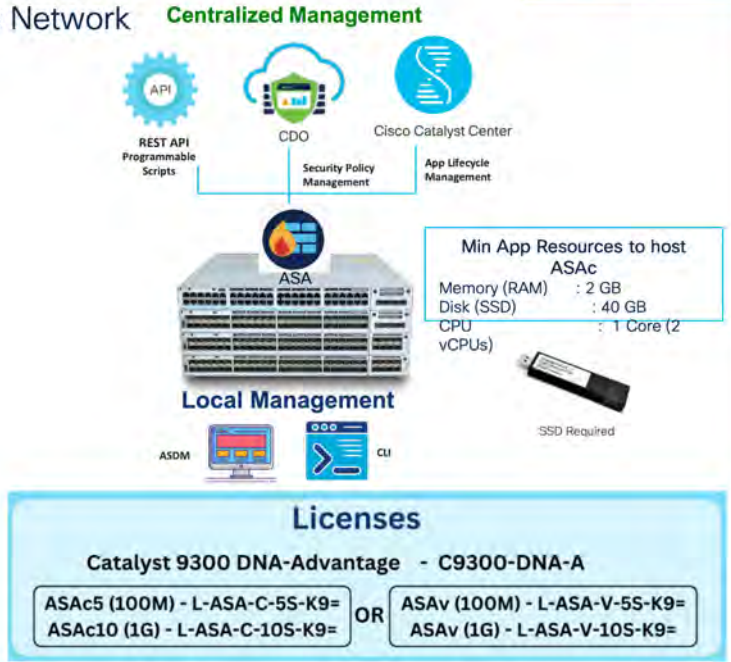 Network
Centralized Management
API
REST API
Programmable
Scripts
CDO
Security Policy
Management
Cisco Catalyst Center
App Lifecycle
Management
ASA
Min App Resources to host
ASAc
Memory (RAM) : 2 GB
Disk (SSD) : 40 GB
CPU : 1 Core (2
vCPUs)
SSD Required
Local Management
ASDM
CLI
Licenses
Catalyst 9300 DNA-Advantage - C9300-DNA-A
ASAc5 (100M) - L-ASA-C-5S-K9=
ASAc10 (1G) - L-ASA-C-10S-K9=
OR
ASAv (100M) - L-ASA-V-5S-K9=
ASAv (1G) - L-ASA-V-10S-K9=